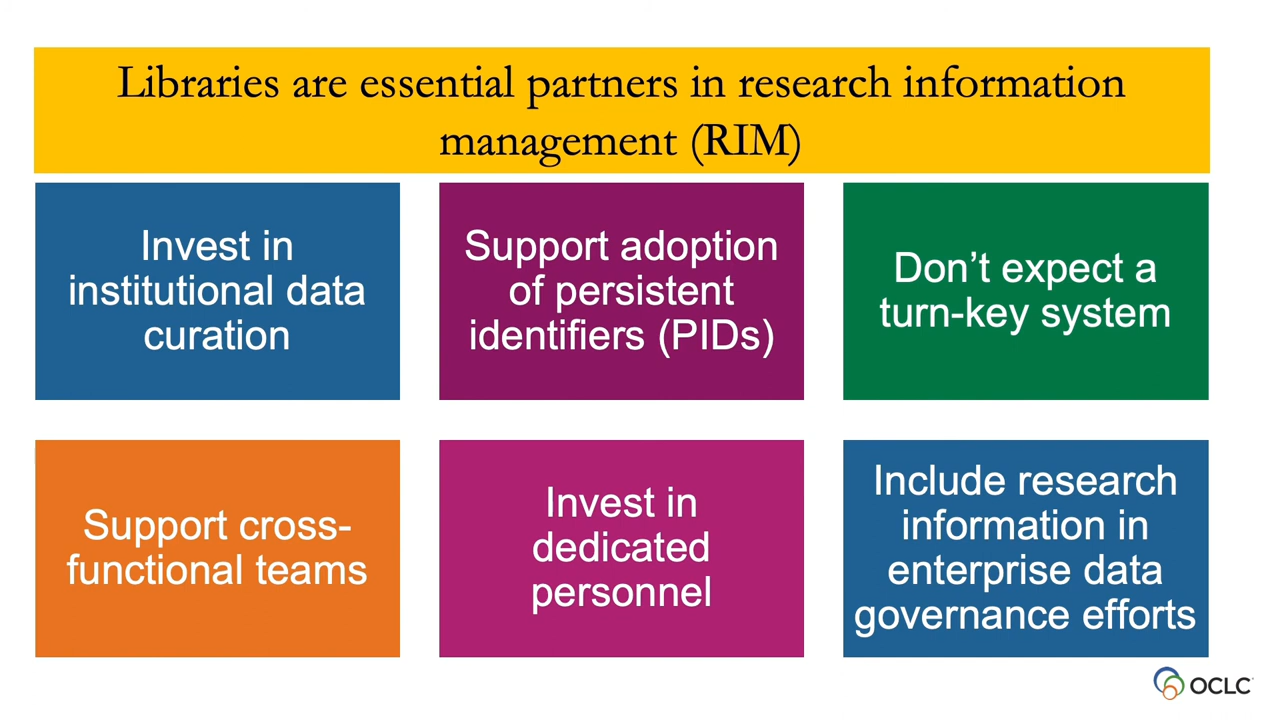 Libraries are essential partners in research information
management (RIM)
Invest in
institutional data
curation
Support adoption
of persistent
identifiers (PIDs)
Don’t expect a
turn-key system
Support cross-
functional teams
Invest in
dedicated
personnel
Include research
information in
enterprise data
governance efforts
OCLC